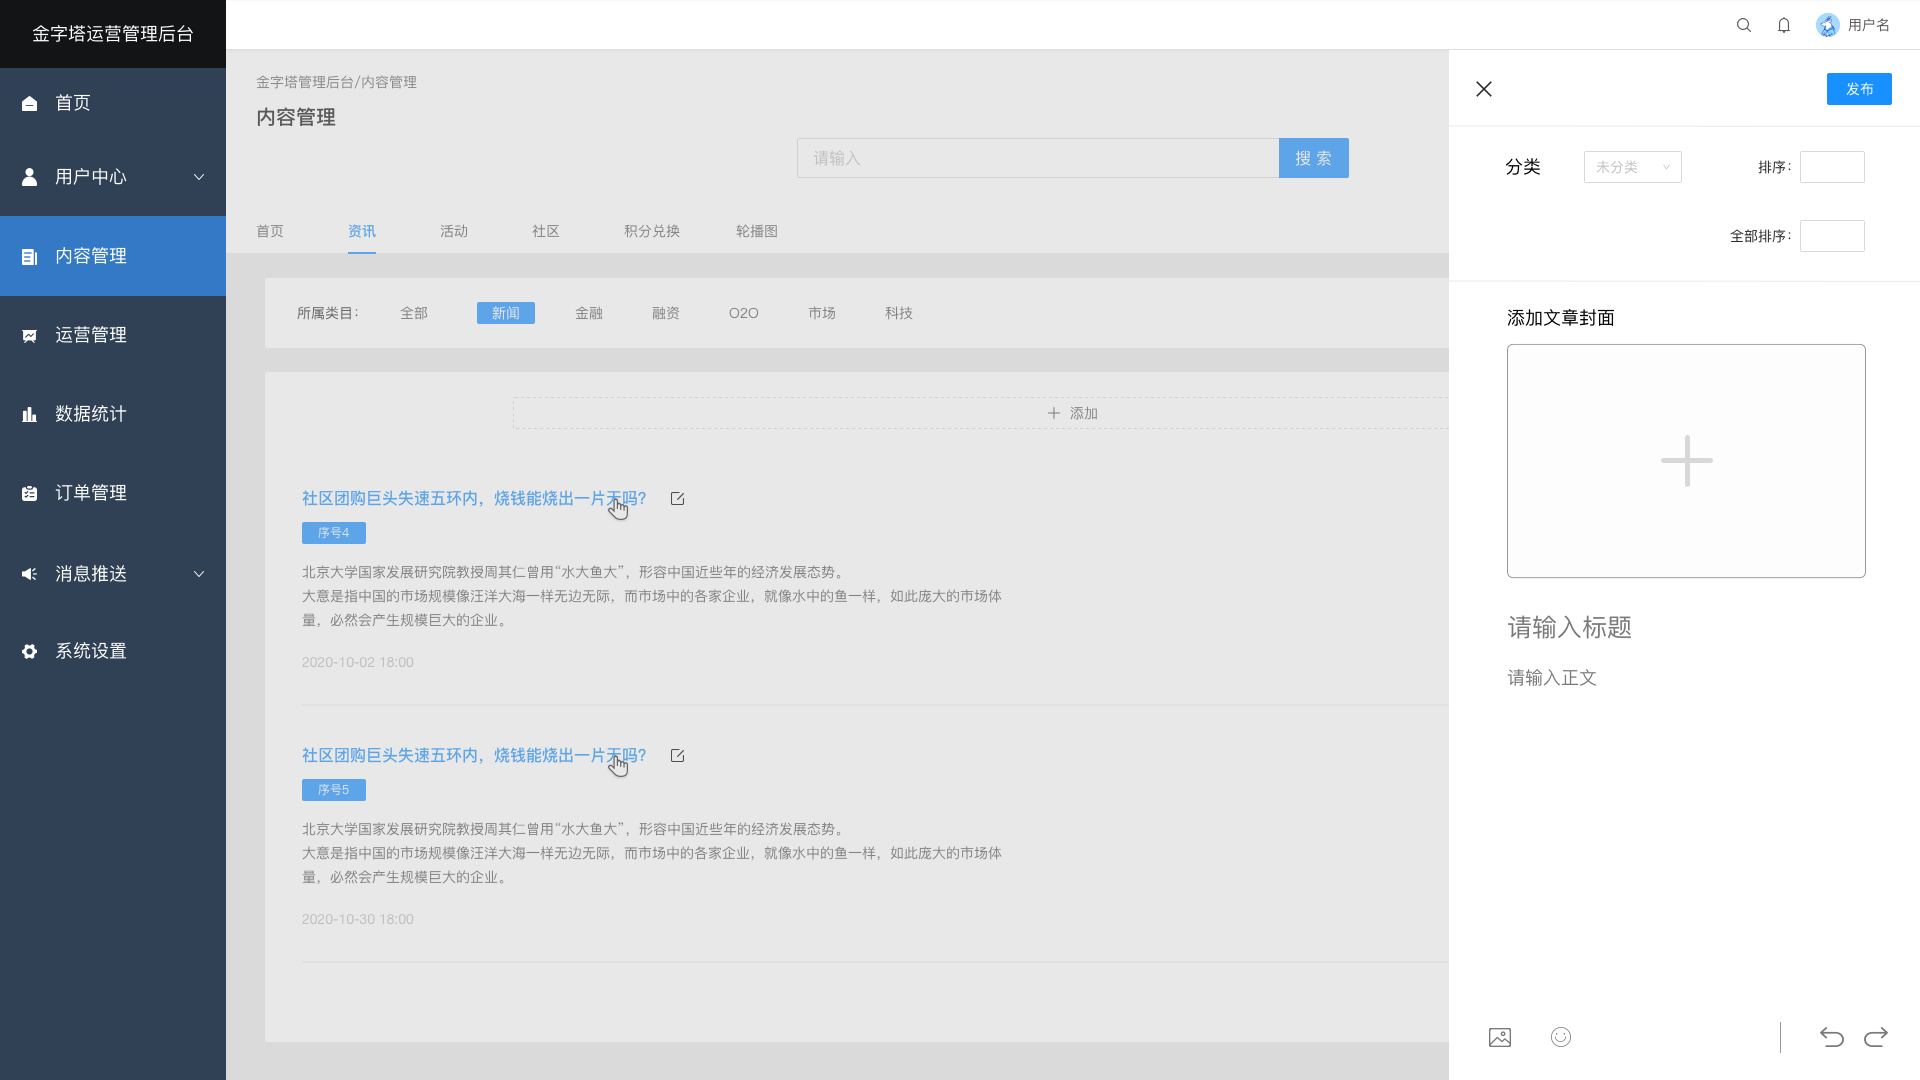 金字塔运营管理后台
首页
用户中心
内容管理
运营管理
数据统计
订单管理
消息推送
系统设置
用户名
金字塔管理后台/内容管理
内容管理
请输入
搜 索
首页 资讯 活动 社区 积分兑换 轮播图
所属类目： 全部 新闻 金融 融资 O2O 市场 科技
添加
社区团购巨头失速五环内，烧钱能烧出一片天吗?
序号4
北京大学国家发展研究院教授周其仁曾用“水大鱼大”，形容中国近些年的经济发展态势。
大意是指中国的市场规模像汪洋大海一样无边无际，而市场中的各家企业，就像水中的鱼一样，如此庞大的市场体
量，必然会产生规模巨大的企业。
2020-10-02 18:00
社区团购巨头失速五环内，烧钱能烧出一片天吗?
序号5
北京大学国家发展研究院教授周其仁曾用“水大鱼大”，形容中国近些年的经济发展态势。
大意是指中国的市场规模像汪洋大海一样无边无际，而市场中的各家企业，就像水中的鱼一样，如此庞大的市场体
量，必然会产生规模巨大的企业。
2020-10-30 18:00
发布
分类 未分类 排序：
全部排序：
添加文章封面
请输入标题
请输入正文